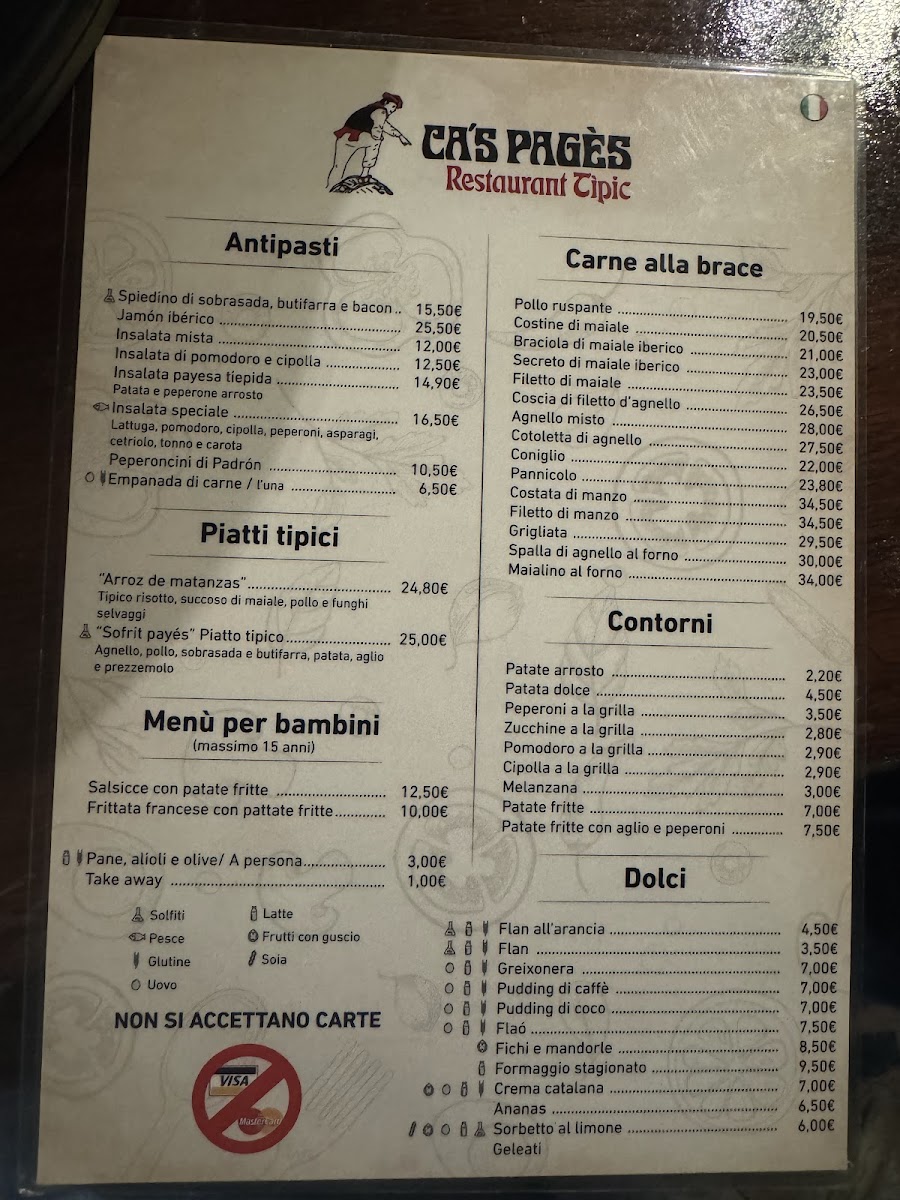 CA'S PAGÈS
Restaurant Tìpic
Antipasti
Spiedino di sobrasada, butifarra e bacon.. 15,50€
Jamón ibérico ........ 25,50€
Insalata mista ........ 12,00€
Insalata di pomodoro e cipolla ........ 12,50€
Insalata payesa tiepida ........ 14,90€
Patata e peperone arrosto
Insalata speciale ........ 16,50€
Lattuga, pomodoro, cipolla, peperoni, asparagi,
cetriolo, tonno e carota
Peperoncini di Padrón ........ 10,50€
Empanada di carne / l'una ........ 6,50€
Piatti tipici
"Arroz de matanzas"........ 24,80€
Tipico risotto, succoso di maiale, pollo e funghi
selvaggi
"Sofrit payés" Piatto tipico........ 25,00€
Agnello, pollo, sobrasada e butifarra, patata, aglio
e prezzemolo
Menù per bambini
(massimo 15 anni)
Salsicce con patate fritte ........ 12,50€
Frittata francese con pattate fritte........ 10,00€
Pane, alioli e olive/ A persona........ 3,00€
Take away ........ 1,00€
Solfiti
Latte
Pesce
Frutti con guscio
Glutine
Soia
Uovo
NON SI ACCETTANO CARTE
VISA
MasterCard
Carne alla brace
Pollo ruspante ........ 19,50€
Costine di maiale ........ 20,50€
Braciola di maiale iberico ........ 21,00€
Secreto di maiale iberico ........ 23,00€
Filetto di maiale ........ 23,50€
Coscia di filetto d'agnello ........ 26,50€
Agnello misto ........ 28,00€
Cotoletta di agnello ........ 27,50€
Coniglio ........ 22,00€
Pannicolo ........ 23,80€
Costata di manzo ........ 34,50€
Filetto di manzo ........ 34,50€
Grigliata ........ 29,50€
Spalla di agnello al forno ........ 30,00€
Maialino al forno ........ 34,00€
Contorni
Patate arrosto ........ 2,20€
Patata dolce ........ 4,50€
Peperoni a la grilla ........ 3,50€
Zucchine a la grilla ........ 2,80€
Pomodoro a la grilla ........ 2,90€
Cipolla a la grilla ........ 2,90€
Melanzana ........ 3,00€
Patate fritte ........ 7,00€
Patate fritte con aglio e peperoni ........ 7,50€
Dolci
Flan all'arancia ........ 4,50€
Flan ........ 3,50€
Greixonera ........ 7,00€
Pudding di caffè ........ 7,00€
Pudding di coco ........ 7,00€
Flaó ........ 7,50€
Fichi e mandorle ........ 8,50€
Formaggio stagionato ........ 9,50€
Crema catalana ........ 7,00€
Ananas ........ 6,50€
Sorbetto al limone ........ 6,00€
Geleati